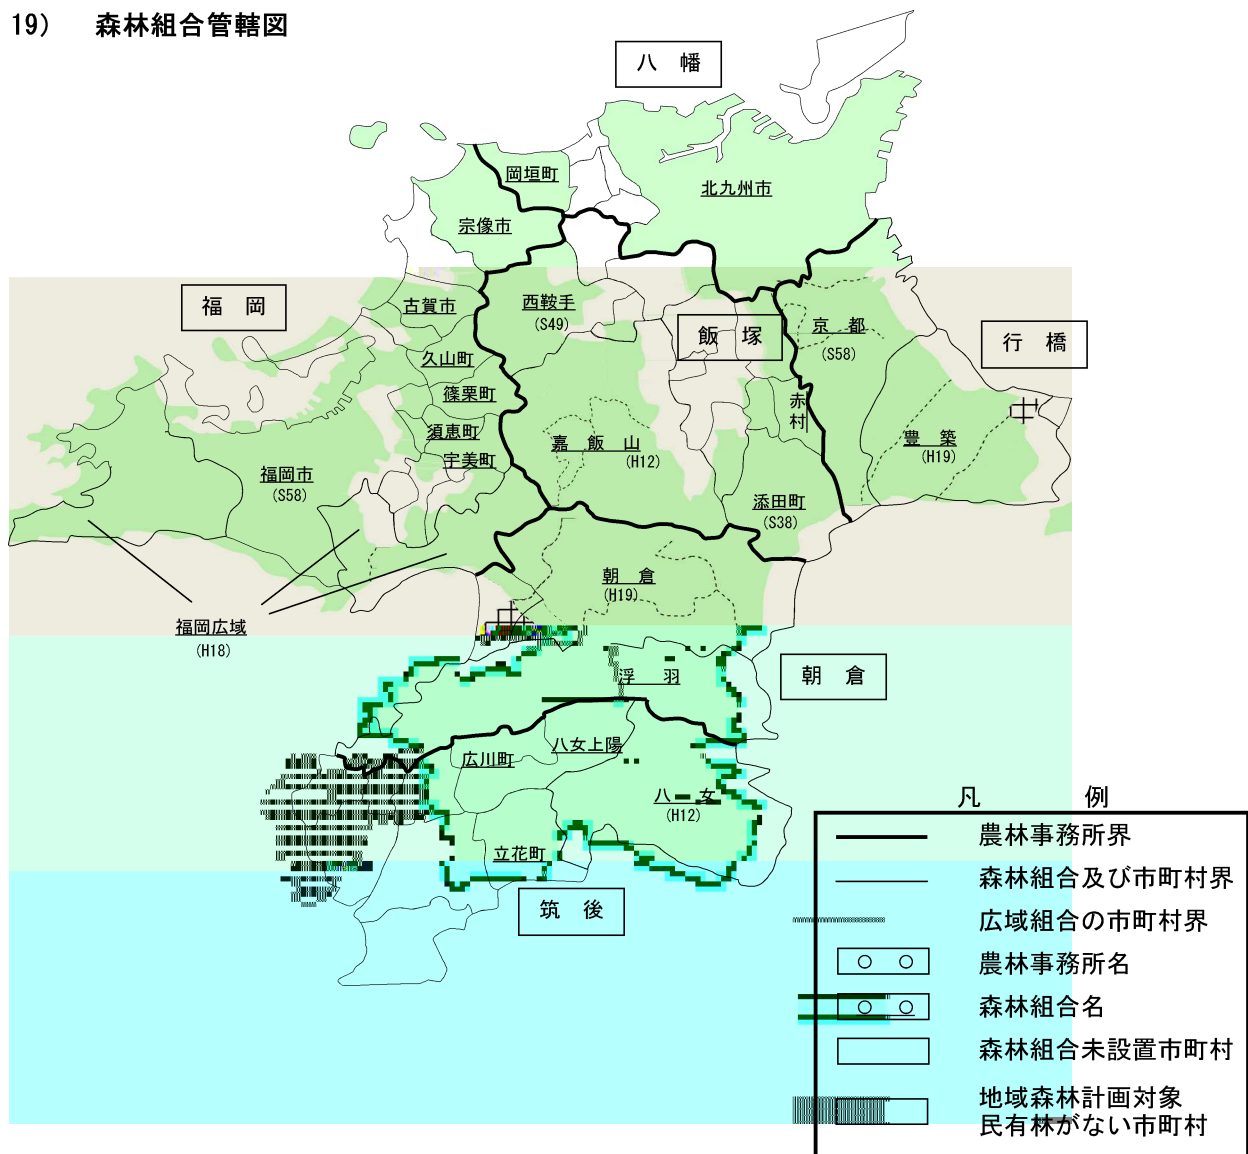 19) 森林組合管轄図
八 幡
岡垣町
北九州市
宗像市
福 岡
古賀市
西鞍手
(S49)
飯 塚
京 都
(S58)
行 橋
久山町
篠栗町
赤村
須恵町
嘉 飯 山
(H12)
豊 築
(H19)
宇美町
福岡市
(S58)
添田町
(S38)
朝 倉
(H19)
福岡広域
(H18)
浮 羽
朝 倉
広川町
八女上陽
八 女
(H12)
立花町
筑 後
凡 例
農林事務所界
森林組合及び市町村界
広域組合の市町村界
○ ○
農林事務所名
○ ○
森林組合名
森林組合未設置市町村
地域森林計画対象
民有林がない市町村